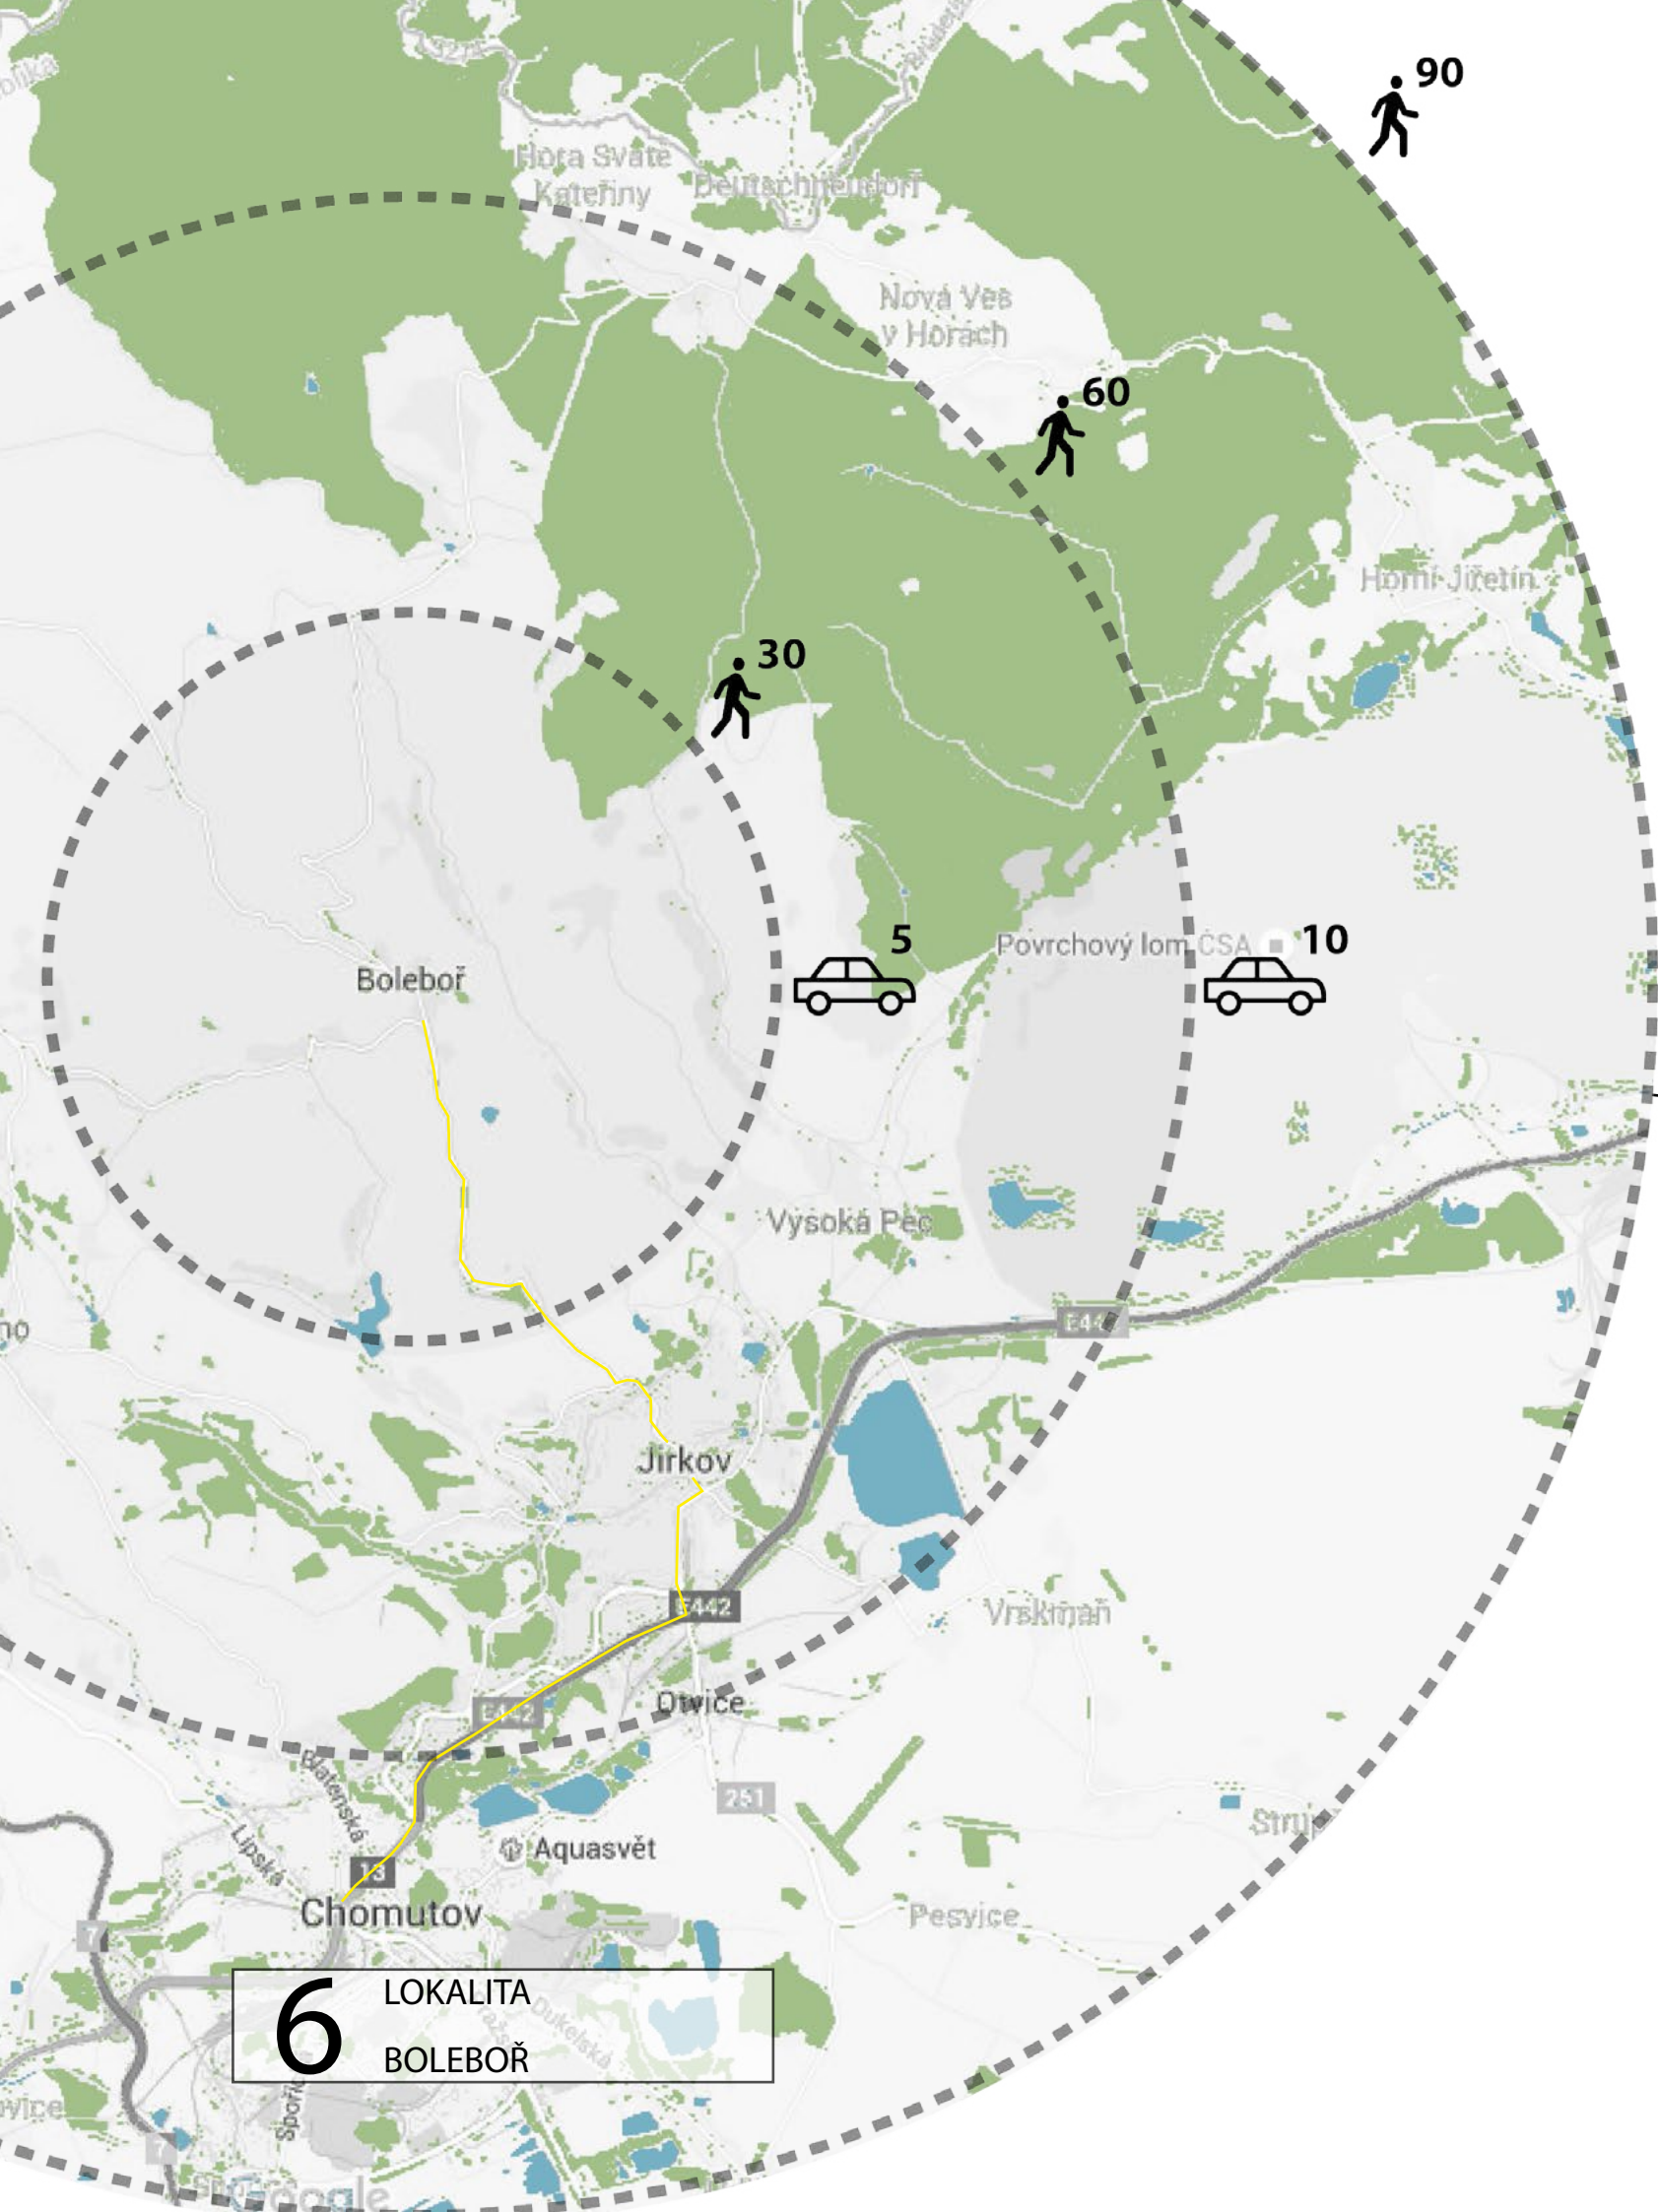 90
Hora Svaté
Kateřiny
Deutschneudorf
Nová Ves
v Horách
60
Horní Jiřetín
30
5
Povrchový lom ČSA
10
Boleboř
Vysoká Pec
E442
Jirkov
E442
Vrskmaň
Otvice
E442
Blatenská
251
Lipská
Aquasvět
13
Chomutov
Pesvice
7
6
LOKALITA
BOLEBOŘ
Dukelská
7
Google